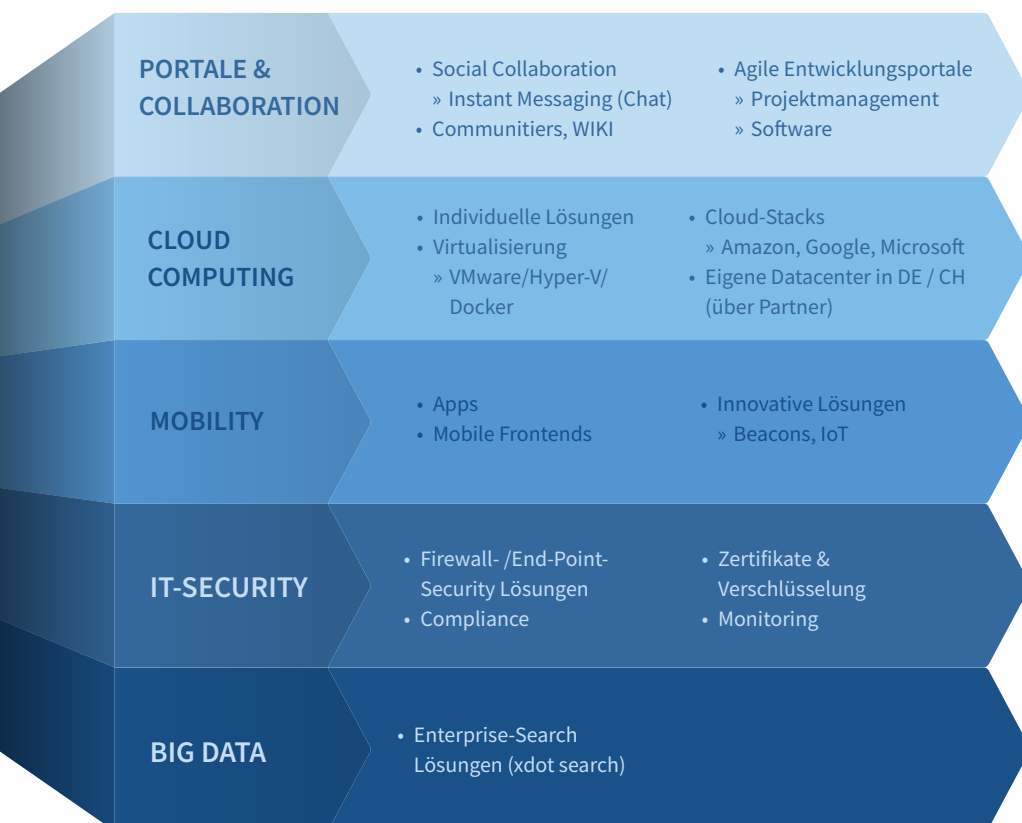 PORTALE &
COLLABORATION
• Social Collaboration
» Instant Messaging (Chat)
• Communitiers, WIKI
• Agile Entwicklungsportale
» Projektmanagement
» Software
CLOUD
COMPUTING
• Individuelle Lösungen
• Virtualisierung
» VMware/Hyper-V/
Docker
• Cloud-Stacks
» Amazon, Google, Microsoft
• Eigene Datacenter in DE / CH
(über Partner)
MOBILITY
• Apps
• Mobile Frontends
• Innovative Lösungen
» Beacons, IoT
IT-SECURITY
• Firewall- /End-Point-
Security Lösungen
• Compliance
• Zertifikate &
Verschlüsselung
• Monitoring
BIG DATA
• Enterprise-Search
Lösungen (xdot search)